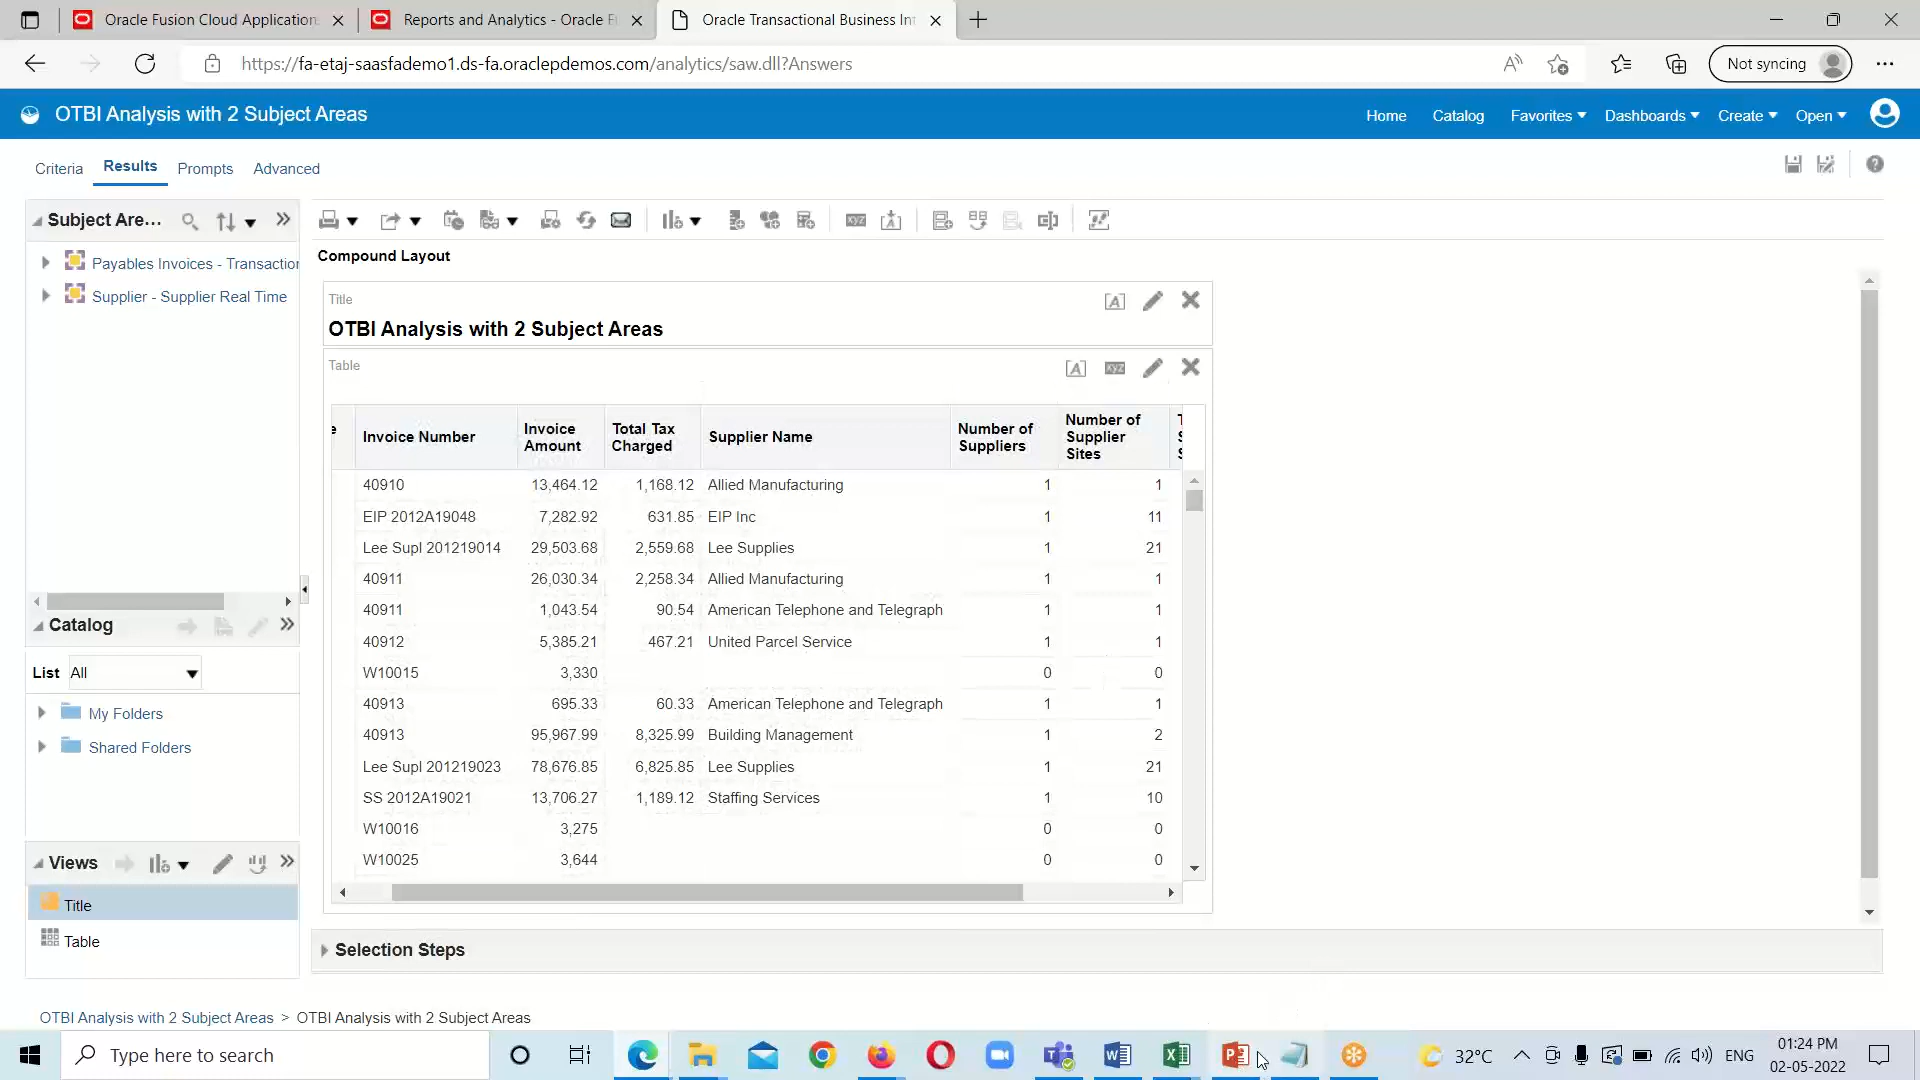 Oracle Fusion Cloud Application
Reports and Analytics - Oracle F
Oracle Transactional Business Int
https://fa-etaj-saasfademo1.ds-fa.oraclepdemos.com/analytics/saw.dll?Answers
Not syncing
OTBI Analysis with 2 Subject Areas
Home
Catalog
Favorites
Dashboards
Create
Open
Criteria
Results
Prompts
Advanced
Subject Are...
Payables Invoices - Transaction
Supplier - Supplier Real Time
Compound Layout
Title
OTBI Analysis with 2 Subject Areas
Table
e Invoice Number Invoice Amount Total Tax Charged Supplier Name Number of Suppliers Number of Supplier Sites
40910 13,464.12 1,168.12 Allied Manufacturing 1 1
EIP 2012A19048 7,282.92 631.85 EIP Inc 1 11
Lee Supl 201219014 29,503.68 2,559.68 Lee Supplies 1 21
40911 26,030.34 2,258.34 Allied Manufacturing 1 1
40911 1,043.54 90.54 American Telephone and Telegraph 1 1
40912 5,385.21 467.21 United Parcel Service 1 1
W10015 3,330 0 0
40913 695.33 60.33 American Telephone and Telegraph 1 1
40913 95,967.99 8,325.99 Building Management 1 2
Lee Supl 201219023 78,676.85 6,825.85 Lee Supplies 1 21
SS 2012A19021 13,706.27 1,189.12 Staffing Services 1 10
W10016 3,275 0 0
W10025 3,644 0 0
Catalog
List All
My Folders
Shared Folders
Views
Title
Table
Selection Steps
OTBI Analysis with 2 Subject Areas > OTBI Analysis with 2 Subject Areas
Type here to search
32°C
ENG
01:24 PM
02-05-2022